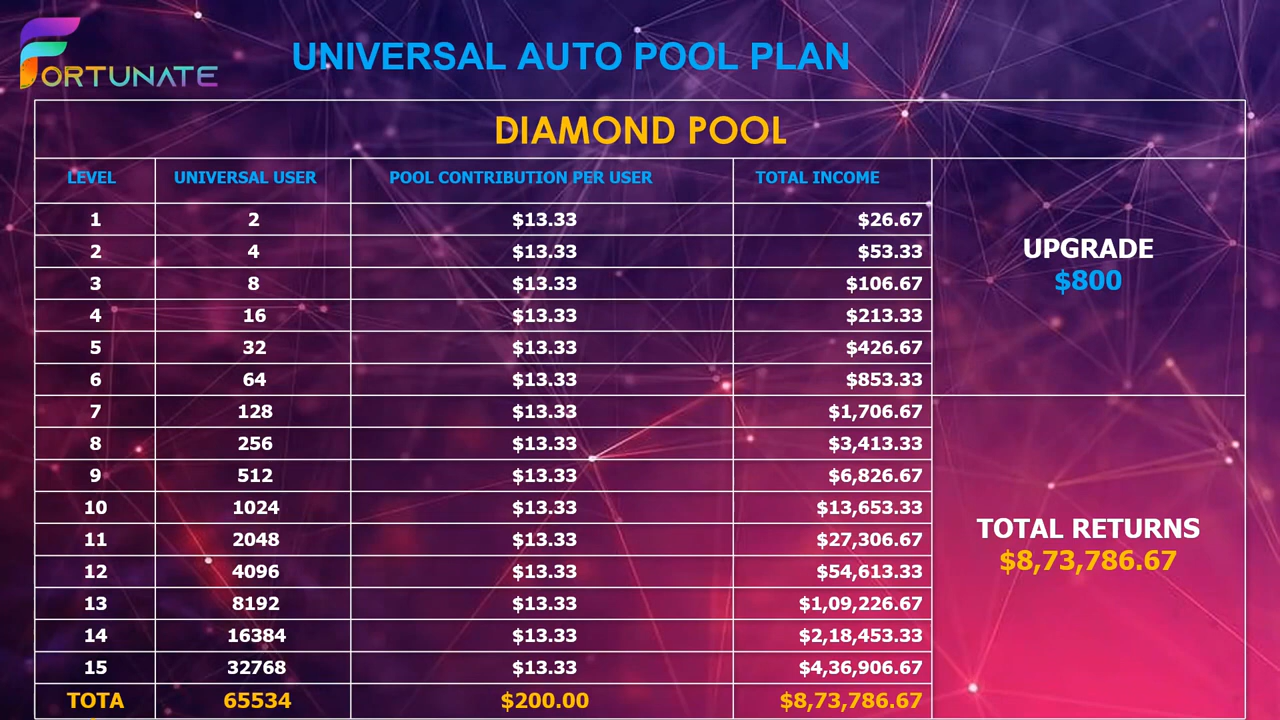 FORTUNATE
UNIVERSAL AUTO POOL PLAN
DIAMOND POOL
LEVEL UNIVERSAL USER POOL CONTRIBUTION PER USER TOTAL INCOME
1 2 $13.33 $26.67
2 4 $13.33 $53.33
3 8 $13.33 $106.67
4 16 $13.33 $213.33
5 32 $13.33 $426.67
6 64 $13.33 $853.33
7 128 $13.33 $1,706.67
8 256 $13.33 $3,413.33
9 512 $13.33 $6,826.67
10 1024 $13.33 $13,653.33
11 2048 $13.33 $27,306.67
12 4096 $13.33 $54,613.33
13 8192 $13.33 $1,09,226.67
14 16384 $13.33 $2,18,453.33
15 32768 $13.33 $4,36,906.67
TOTA 65534 $200.00 $8,73,786.67
UPGRADE
$800
TOTAL RETURNS
$8,73,786.67